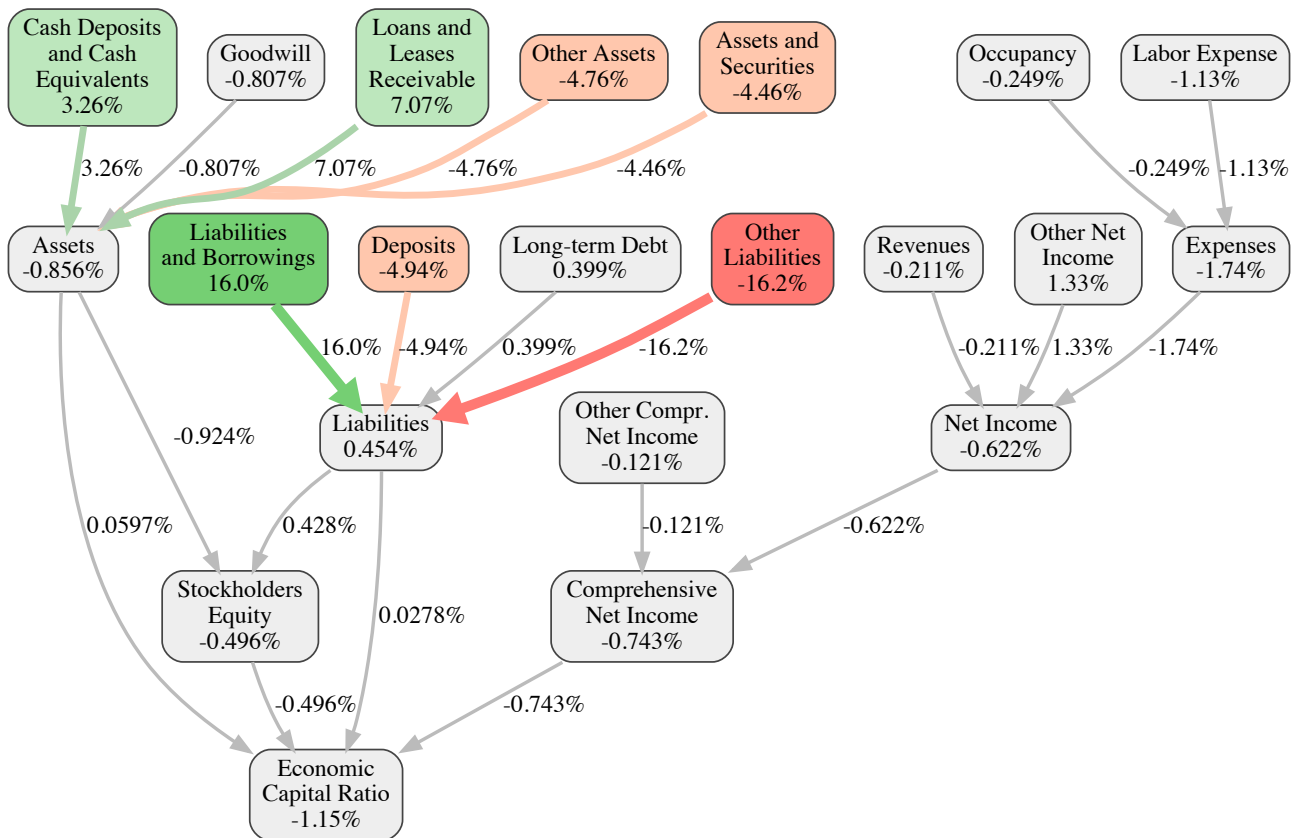 Cash Deposits
and Cash
Equivalents
3.26%
Goodwill
-0.807%
Loans and
Leases
Receivable
7.07%
Other Assets
-4.76%
Assets and
Securities
-4.46%
Occupancy
-0.249%
Labor Expense
-1.13%
3.26%
-0.807%
7.07%
-4.76%
-4.46%
-0.249%
-1.13%
Assets
-0.856%
Liabilities
and Borrowings
16.0%
Deposits
-4.94%
Long-term Debt
0.399%
Other
Liabilities
-16.2%
Revenues
-0.211%
Other Net
Income
1.33%
Expenses
-1.74%
16.0%
-4.94%
0.399%
-16.2%
-0.211%
1.33%
-1.74%
-0.924%
Liabilities
0.454%
Other Compr.
Net Income
-0.121%
Net Income
-0.622%
0.0597%
0.428%
-0.121%
-0.622%
Stockholders
Equity
-0.496%
0.0278%
Comprehensive
Net Income
-0.743%
-0.496%
-0.743%
Economic
Capital Ratio
-1.15%